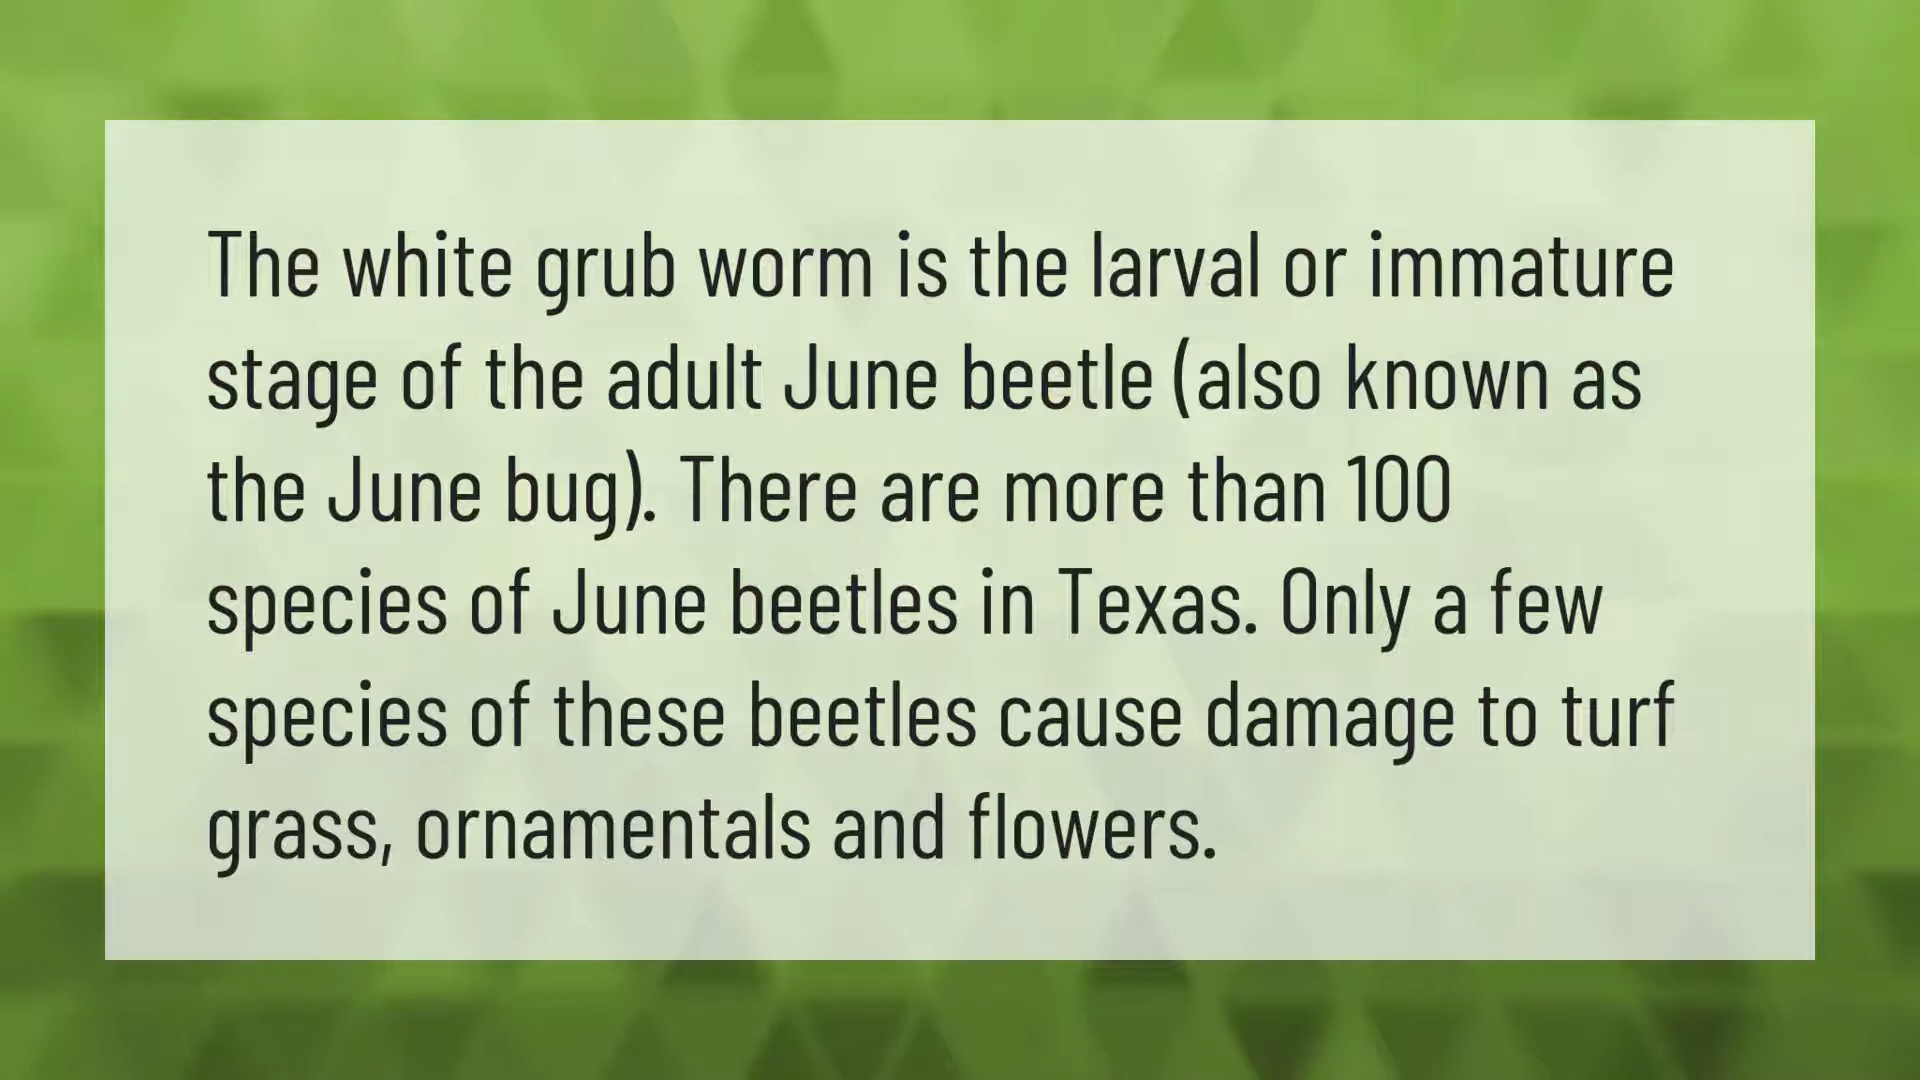 The white grub worm is the larval or immature
stage of the adult June beetle (also known as
the June bug). There are more than 100
species of June beetles in Texas. Only a few
species of these beetles cause damage to turf
grass, ornamentals and flowers.